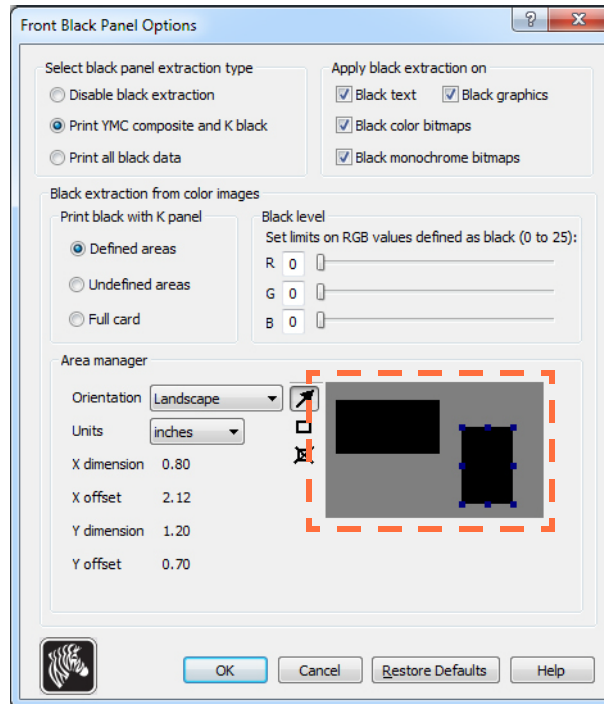 Front Black Panel Options
? X
Select black panel extraction type
Disable black extraction
Print YMC composite and K black
Print all black data
Apply black extraction on
Black text Black graphics
Black color bitmaps
Black monochrome bitmaps
Black extraction from color images
Print black with K panel
Defined areas
Undefined areas
Full card
Black level
Set limits on RGB values defined as black (0 to 25):
R 0
G 0
B 0
Area manager
Orientation Landscape
Units inches
X dimension 0.80
X offset 2.12
Y dimension 1.20
Y offset 0.70
OK Cancel Restore Defaults Help